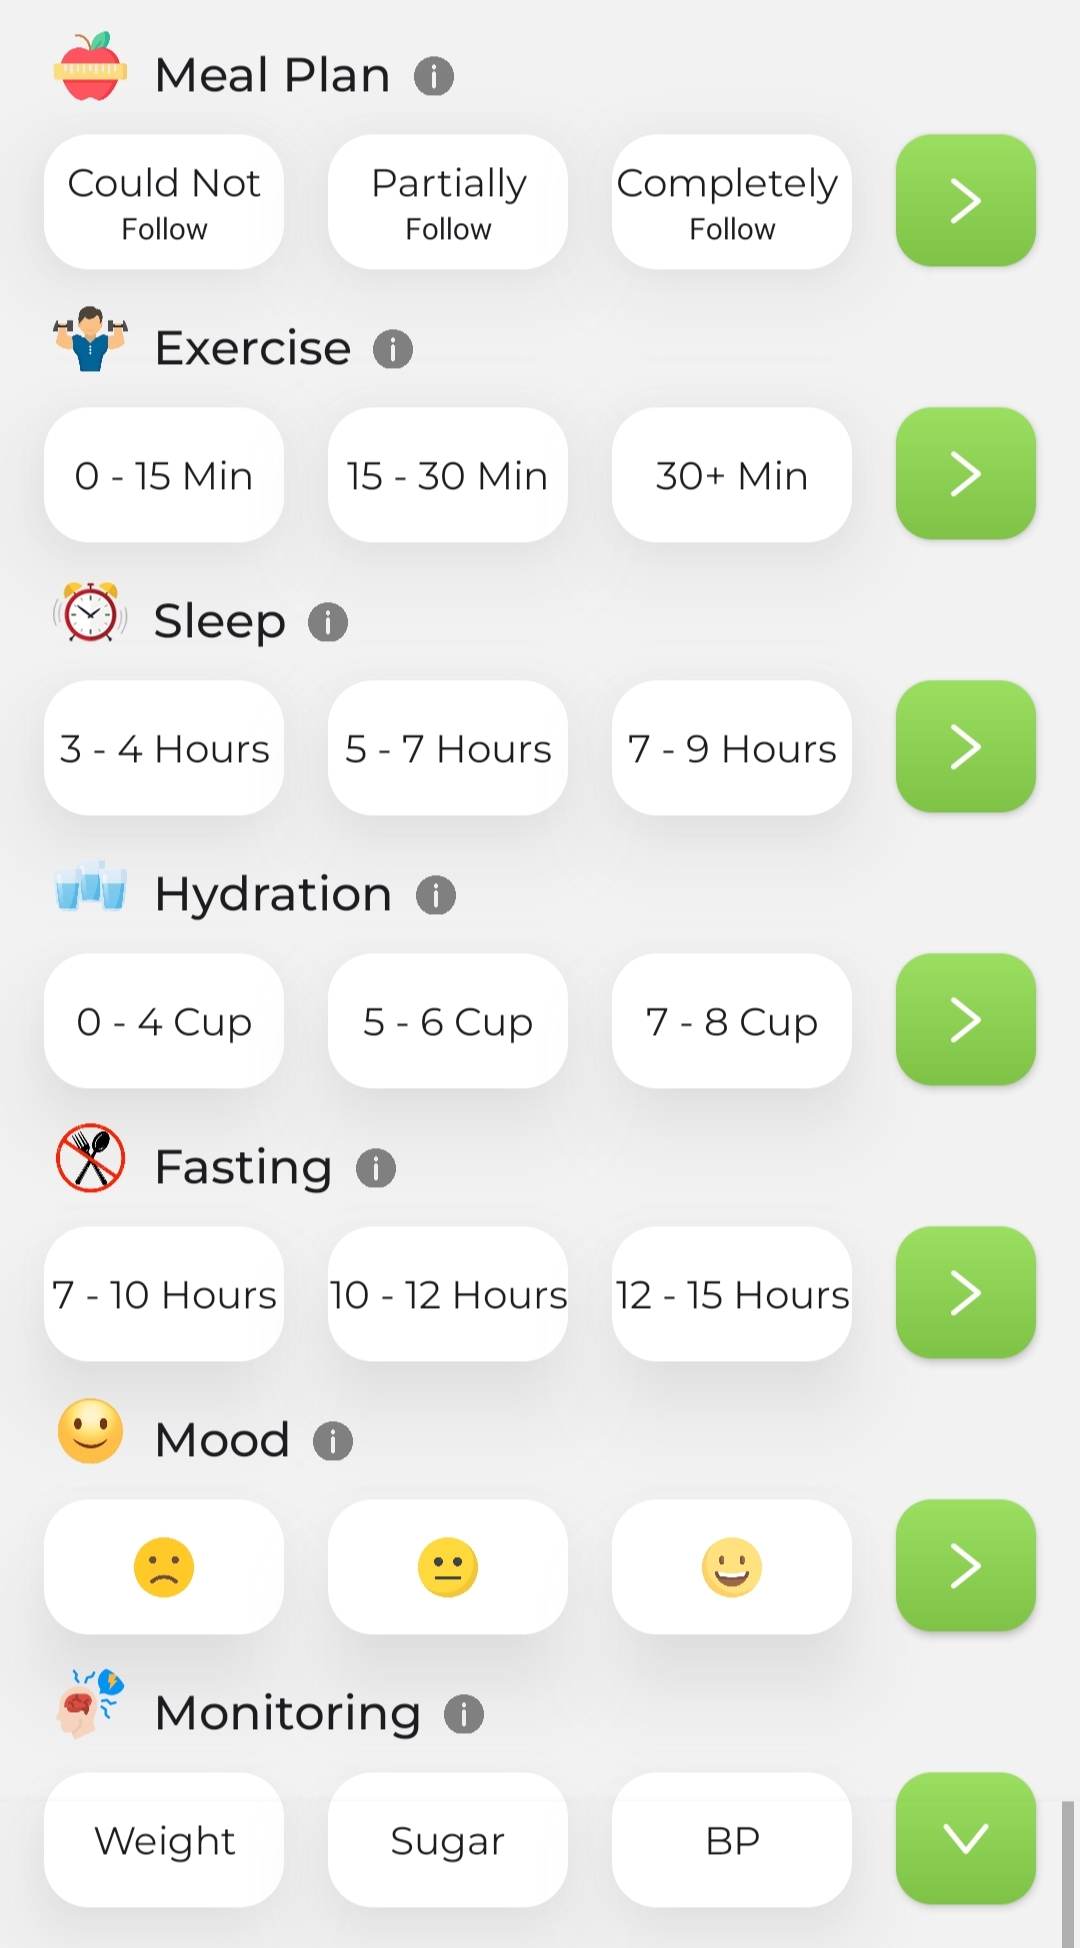 Meal Plan
Could Not Partially Completely
Follow Follow Follow
Exercise
0 - 15 Min 15 - 30 Min 30+ Min
Sleep
3 - 4 Hours 5 - 7 Hours 7 - 9 Hours
Hydration
0 - 4 Cup 5 - 6 Cup 7 - 8 Cup
Fasting
7 - 10 Hours 10 - 12 Hours 12 - 15 Hours
Mood
Monitoring
Weight Sugar BP